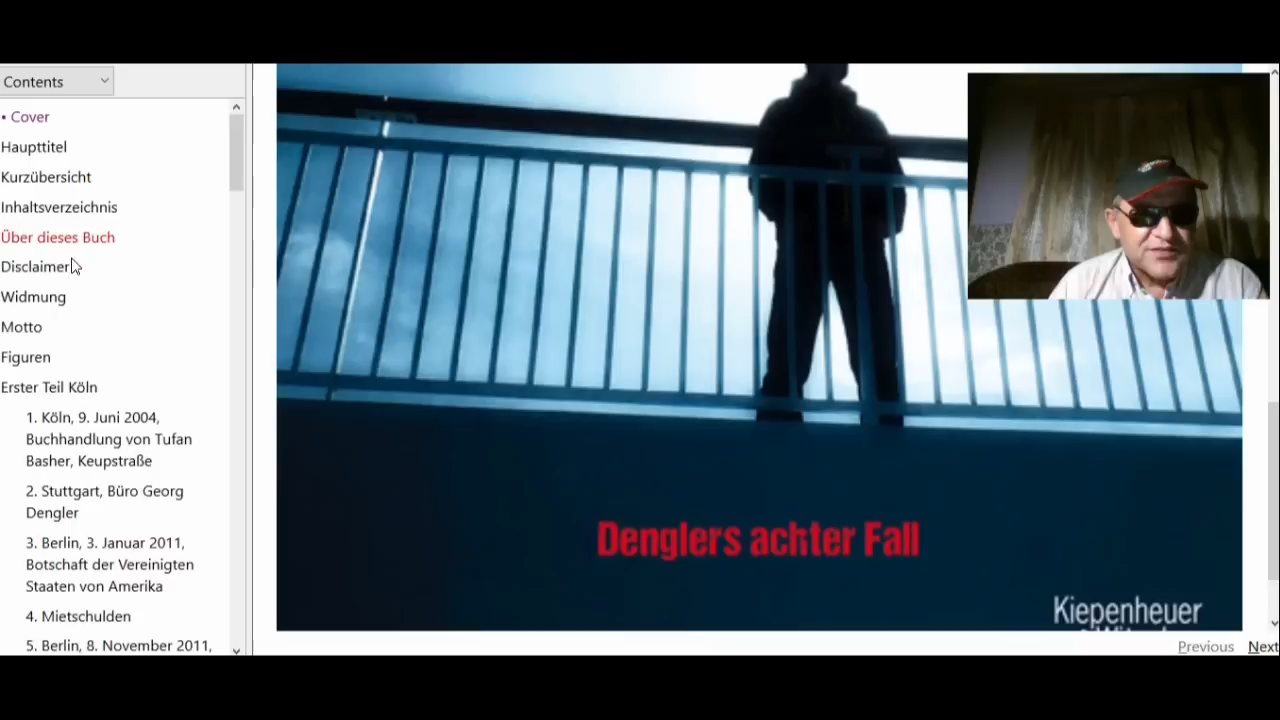 Contents
• Cover
Haupttitel
Kurzübersicht
Inhaltsverzeichnis
Über dieses Buch
Disclaimer
Widmung
Motto
Figuren
Erster Teil Köln
1. Köln, 9. Juni 2004,
Buchhandlung von Tufan
Basher, Keupstraße
2. Stuttgart, Büro Georg
Dengler
3. Berlin, 3. Januar 2011,
Botschaft der Vereinigten
Staaten von Amerika
4. Mietschulden
5. Berlin, 8. November 2011,
Denglers achter Fall
Kiepenheuer
Previous Next